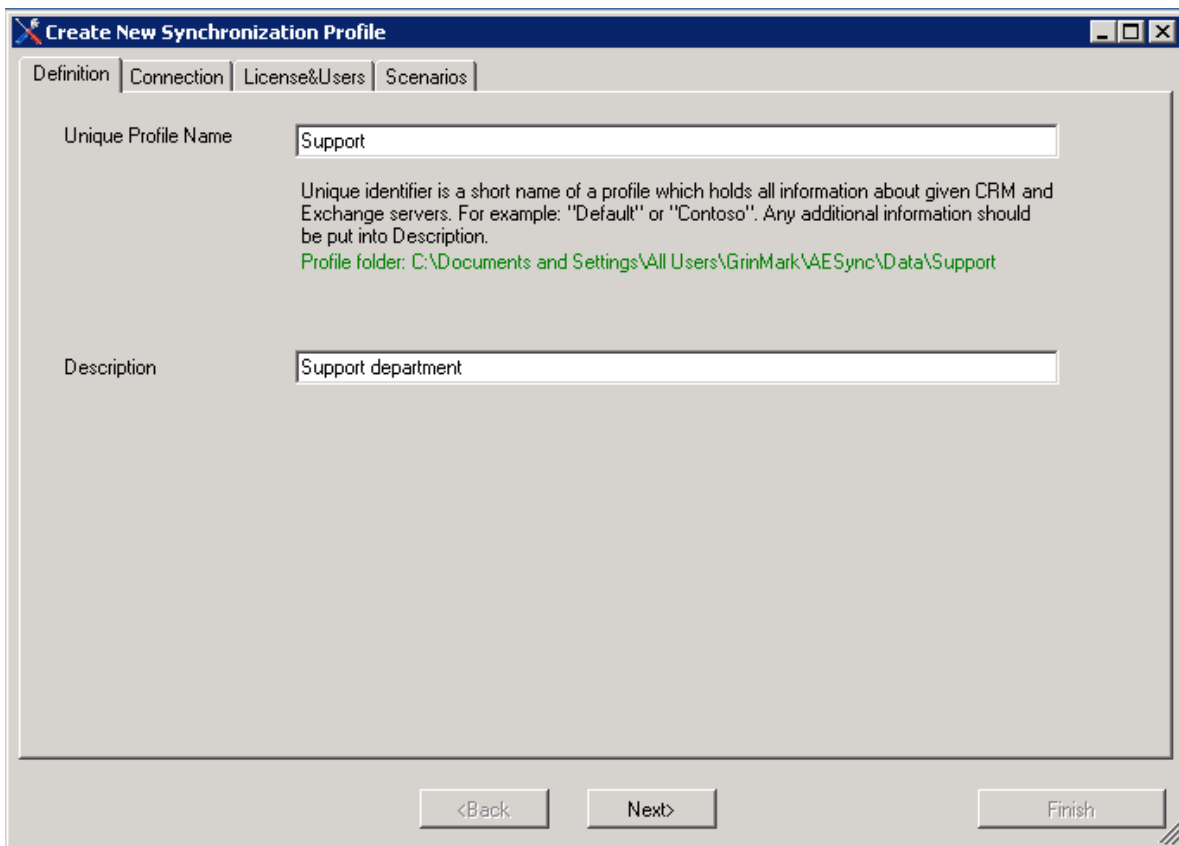 Create New Synchronization Profile
Definition Connection License&Users Scenarios
Unique Profile Name Support
Unique identifier is a short name of a profile which holds all information about given CRM and
Exchange servers. For example: "Default" or "Contoso". Any additional information should
be put into Description.
Profile folder: C:\Documents and Settings\All Users\GrinMark\AESync\Data\Support
Description Support department
<Back Next> Finish